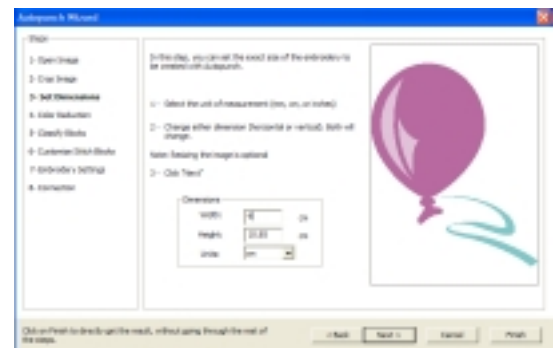 Autopunch Wizard
Steps
1- Open Image
2- Crop Image
3- Set Dimensions
4- Color Reduction
5- Classify Blocks
6- Customize Stitch Blocks
7- Embroidery Settings
8- Connection
In this step, you can set the exact size of the embroidery to
be created with Autopunch.
1 - Select the unit of measurement (mm, cm, or inches)
2 - Change either dimension (horizontal or vertical). Both will
change.
Note: Resizing the image is optional
3 - Click "Next"
Dimensions
Width:
cm
Height:
cm
Units:
cm
Click on Finish to directly get the result, without going through the rest of
the steps.
< Back
Next >
Cancel
Finish